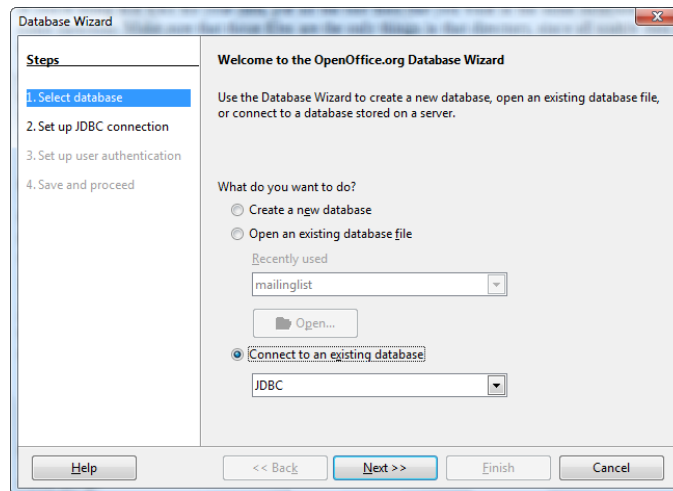 Database Wizard
Steps
1. Select database
2. Set up JDBC connection
3. Set up user authentication
4. Save and proceed
Welcome to the OpenOffice.org Database Wizard
Use the Database Wizard to create a new database, open an existing database file,
or connect to a database stored on a server.
What do you want to do?
Create a new database
Open an existing database file
Recently used
mailinglist
Open...
Connect to an existing database
JDBC
Help
<< Back
Next >>
Finish
Cancel